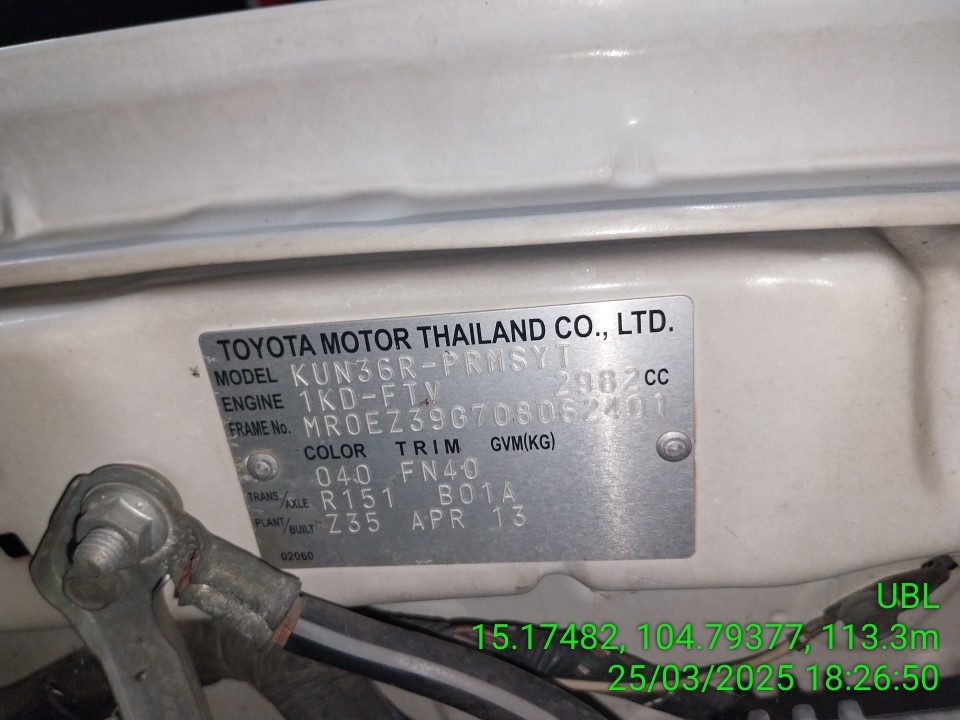 TOYOTA MOTOR THAILAND CO., LTD.
MODEL KUN36R-PRMSYT
ENGINE 1KD-FTV 2982 CC
FRAME No. MR0EZ39G708062401
COLOR TRIM GVM(KG)
040 FN40
TRANS/AXLE R151 B01A
PLANT/BUILT Z35 APR 13
02060
UBL
15.17482, 104.79377, 113.3m
25/03/2025 18:26:50